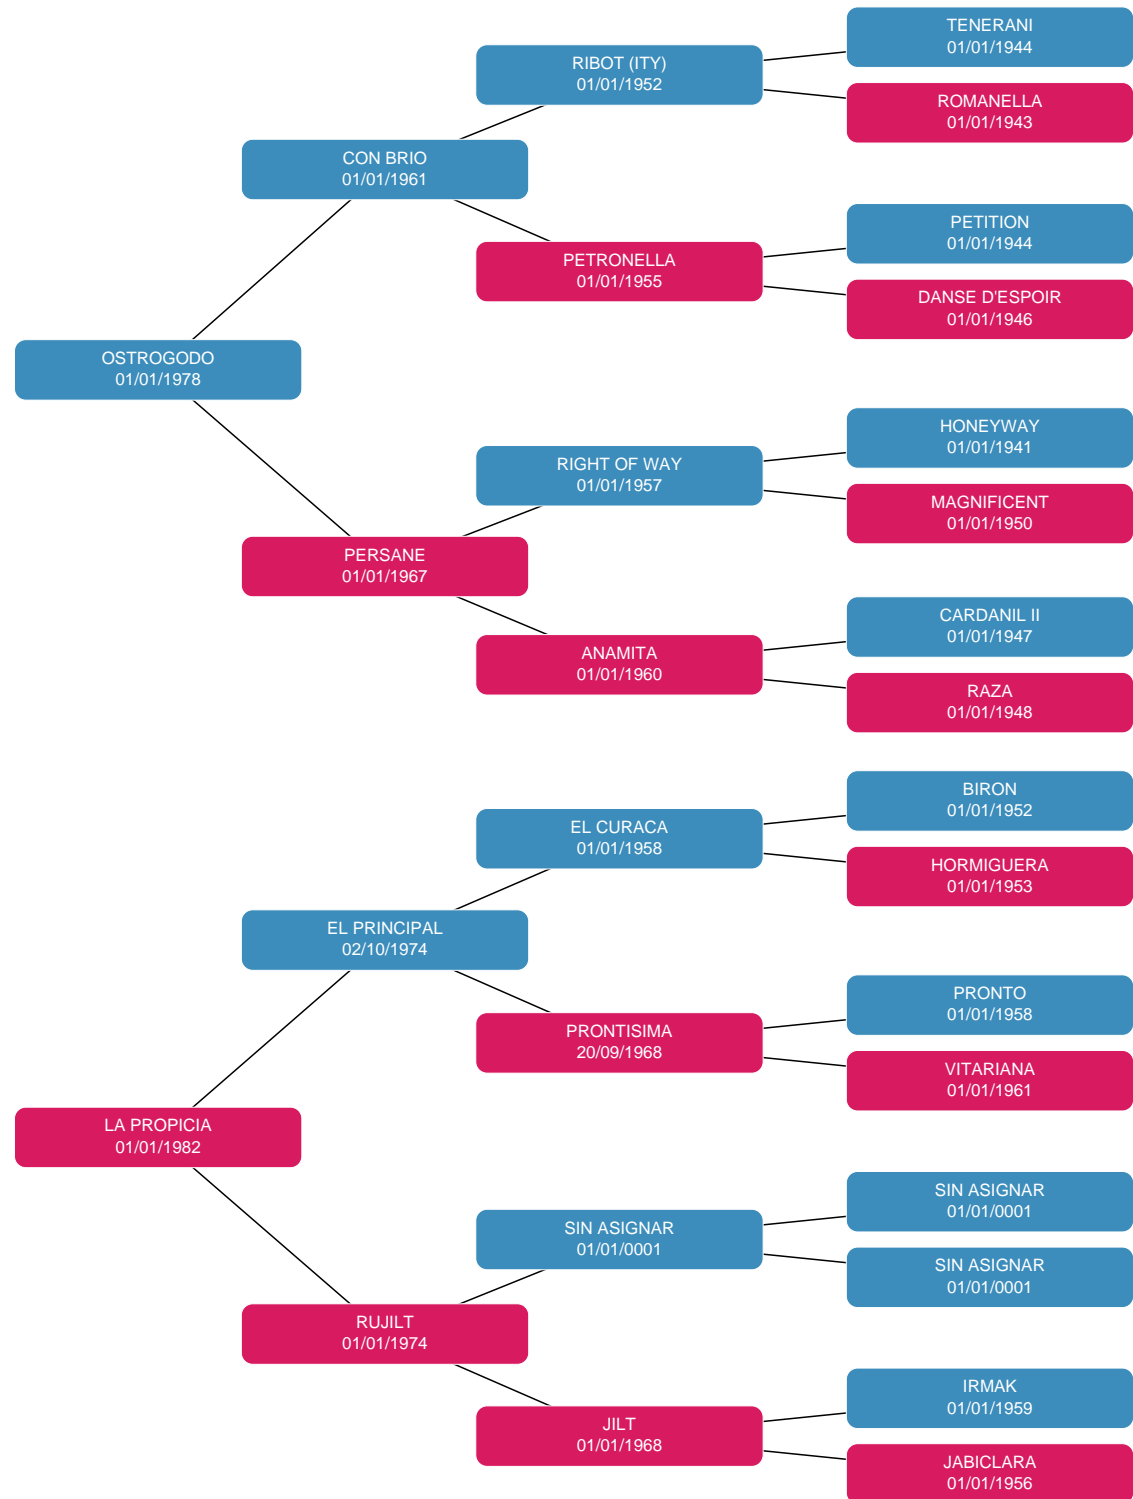 TENERANI
01/01/1944
RIBOT (ITY)
01/01/1952
ROMANELLA
01/01/1943
CON BRIO
01/01/1961
PETITION
01/01/1944
PETRONELLA
01/01/1955
DANSE D'ESPOIR
01/01/1946
OSTROGODO
01/01/1978
HONEYWAY
01/01/1941
RIGHT OF WAY
01/01/1957
MAGNIFICENT
01/01/1950
PERSANE
01/01/1967
CARDANIL II
01/01/1947
ANAMITA
01/01/1960
RAZA
01/01/1948
BIRON
01/01/1952
EL CURACA
01/01/1958
HORMIGUERA
01/01/1953
EL PRINCIPAL
02/10/1974
PRONTO
01/01/1958
PRONTISIMA
20/09/1968
VITARIANA
01/01/1961
LA PROPICIA
01/01/1982
SIN ASIGNAR
01/01/0001
SIN ASIGNAR
01/01/0001
SIN ASIGNAR
01/01/0001
RUJILT
01/01/1974
IRMAK
01/01/1959
JILT
01/01/1968
JABICLARA
01/01/1956